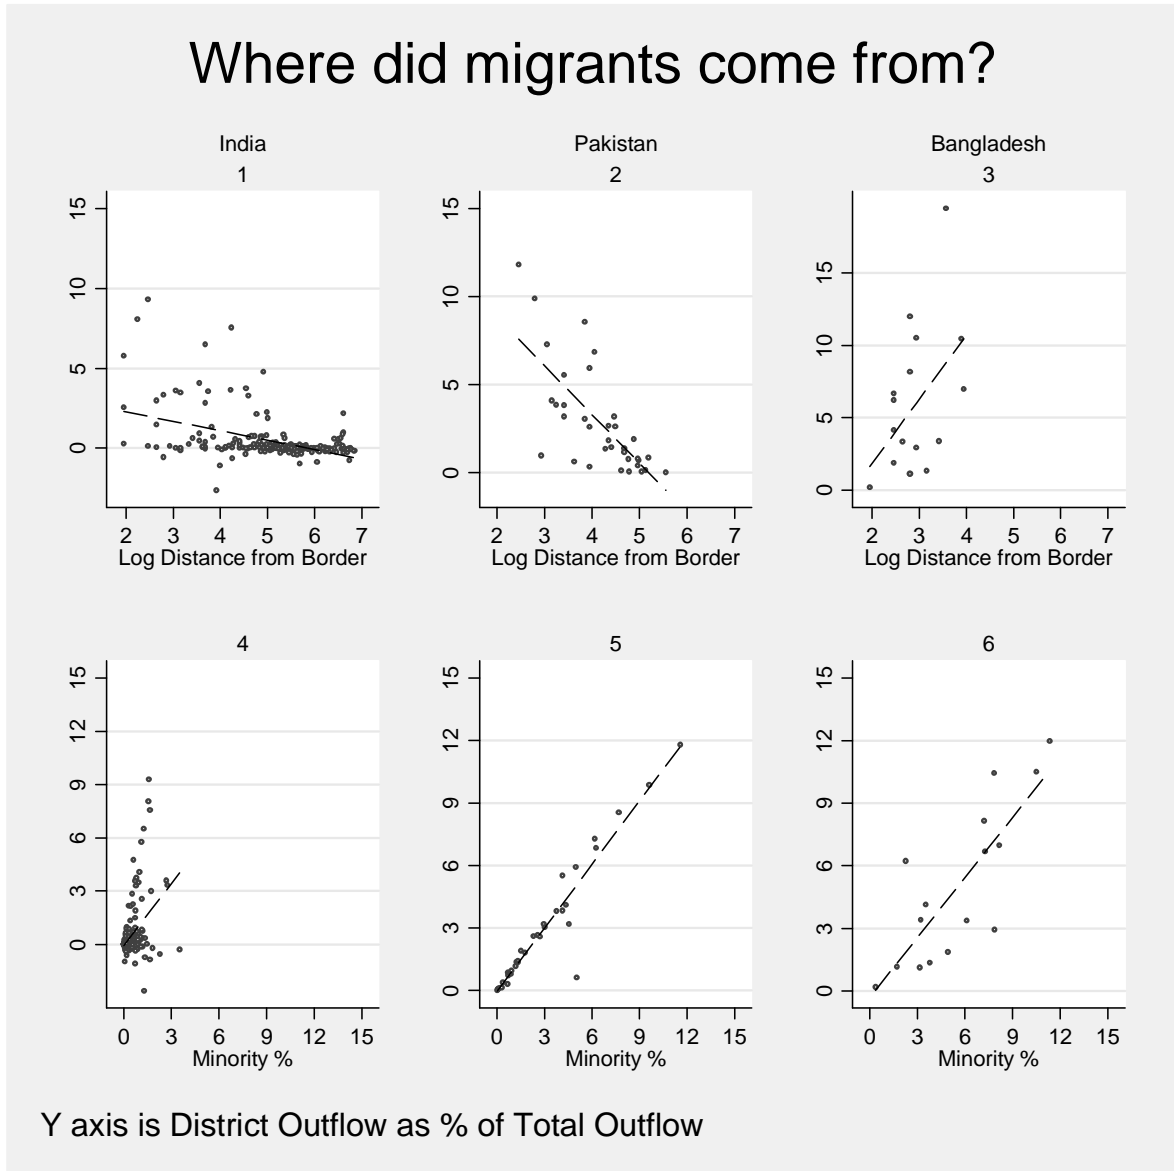 Where did migrants come from?
India Pakistan Bangladesh
1 2 3
15 15
15
10 10
10
5 5 5
0 0 0
2 3 4 5 6 7 2 3 4 5 6 7 2 3 4 5 6 7
Log Distance from Border Log Distance from Border Log Distance from Border
4 5 6
15 15 15
12 12 12
9 9 9
6 6 6
3 3 3
0 0 0
0 3 6 9 12 15 0 3 6 9 12 15 0 3 6 9 12 15
Minority % Minority % Minority %
Y axis is District Outflow as % of Total Outflow